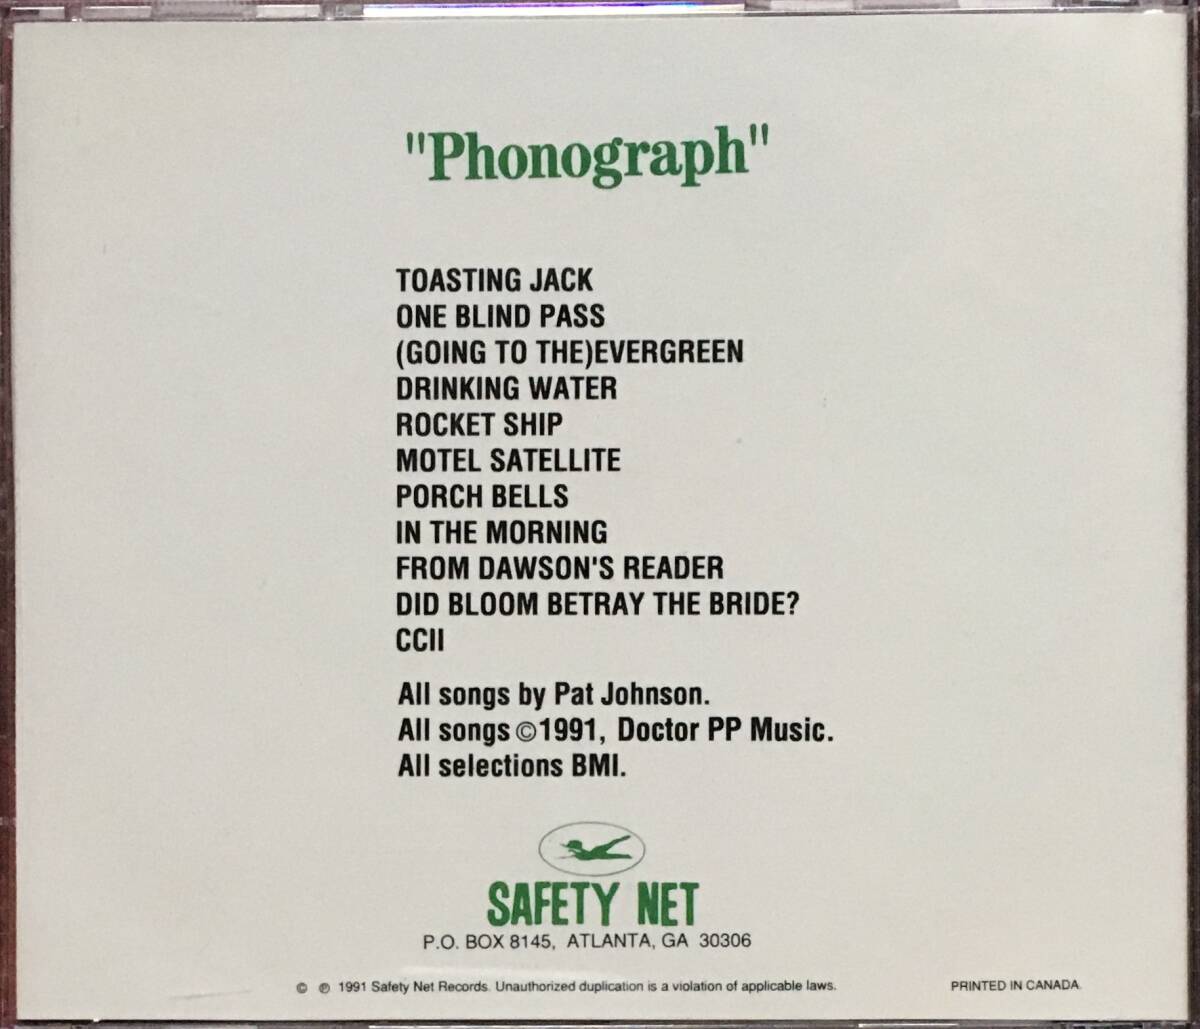 "Phonograph"
TOASTING JACK
ONE BLIND PASS
(GOING TO THE)EVERGREEN
DRINKING WATER
ROCKET SHIP
MOTEL SATELLITE
PORCH BELLS
IN THE MORNING
FROM DAWSON'S READER
DID BLOOM BETRAY THE BRIDE?
CCII
All songs by Pat Johnson.
All songs ©1991, Doctor PP Music.
All selections BMI.
SAFETY NET
P.O. BOX 8145, ATLANTA, GA 30306
© ℗ 1991 Safety Net Records. Unauthorized duplication is a violation of applicable laws.
PRINTED IN CANADA.